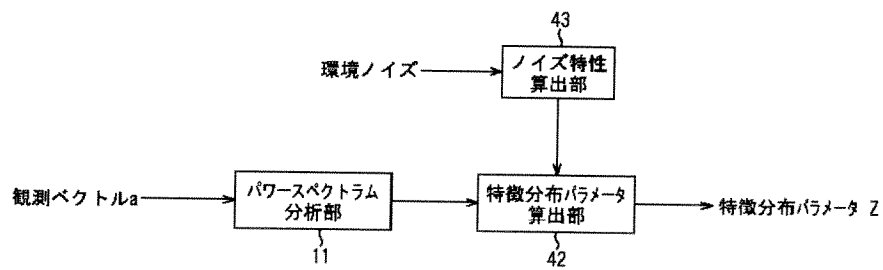 43
環境ノイズ
ノイズ特性
算出部
観測ベクトルa
パワースペクトラム
分析部
特徴分布パラメータ
算出部
特徴分布パラメータ Z
11
42